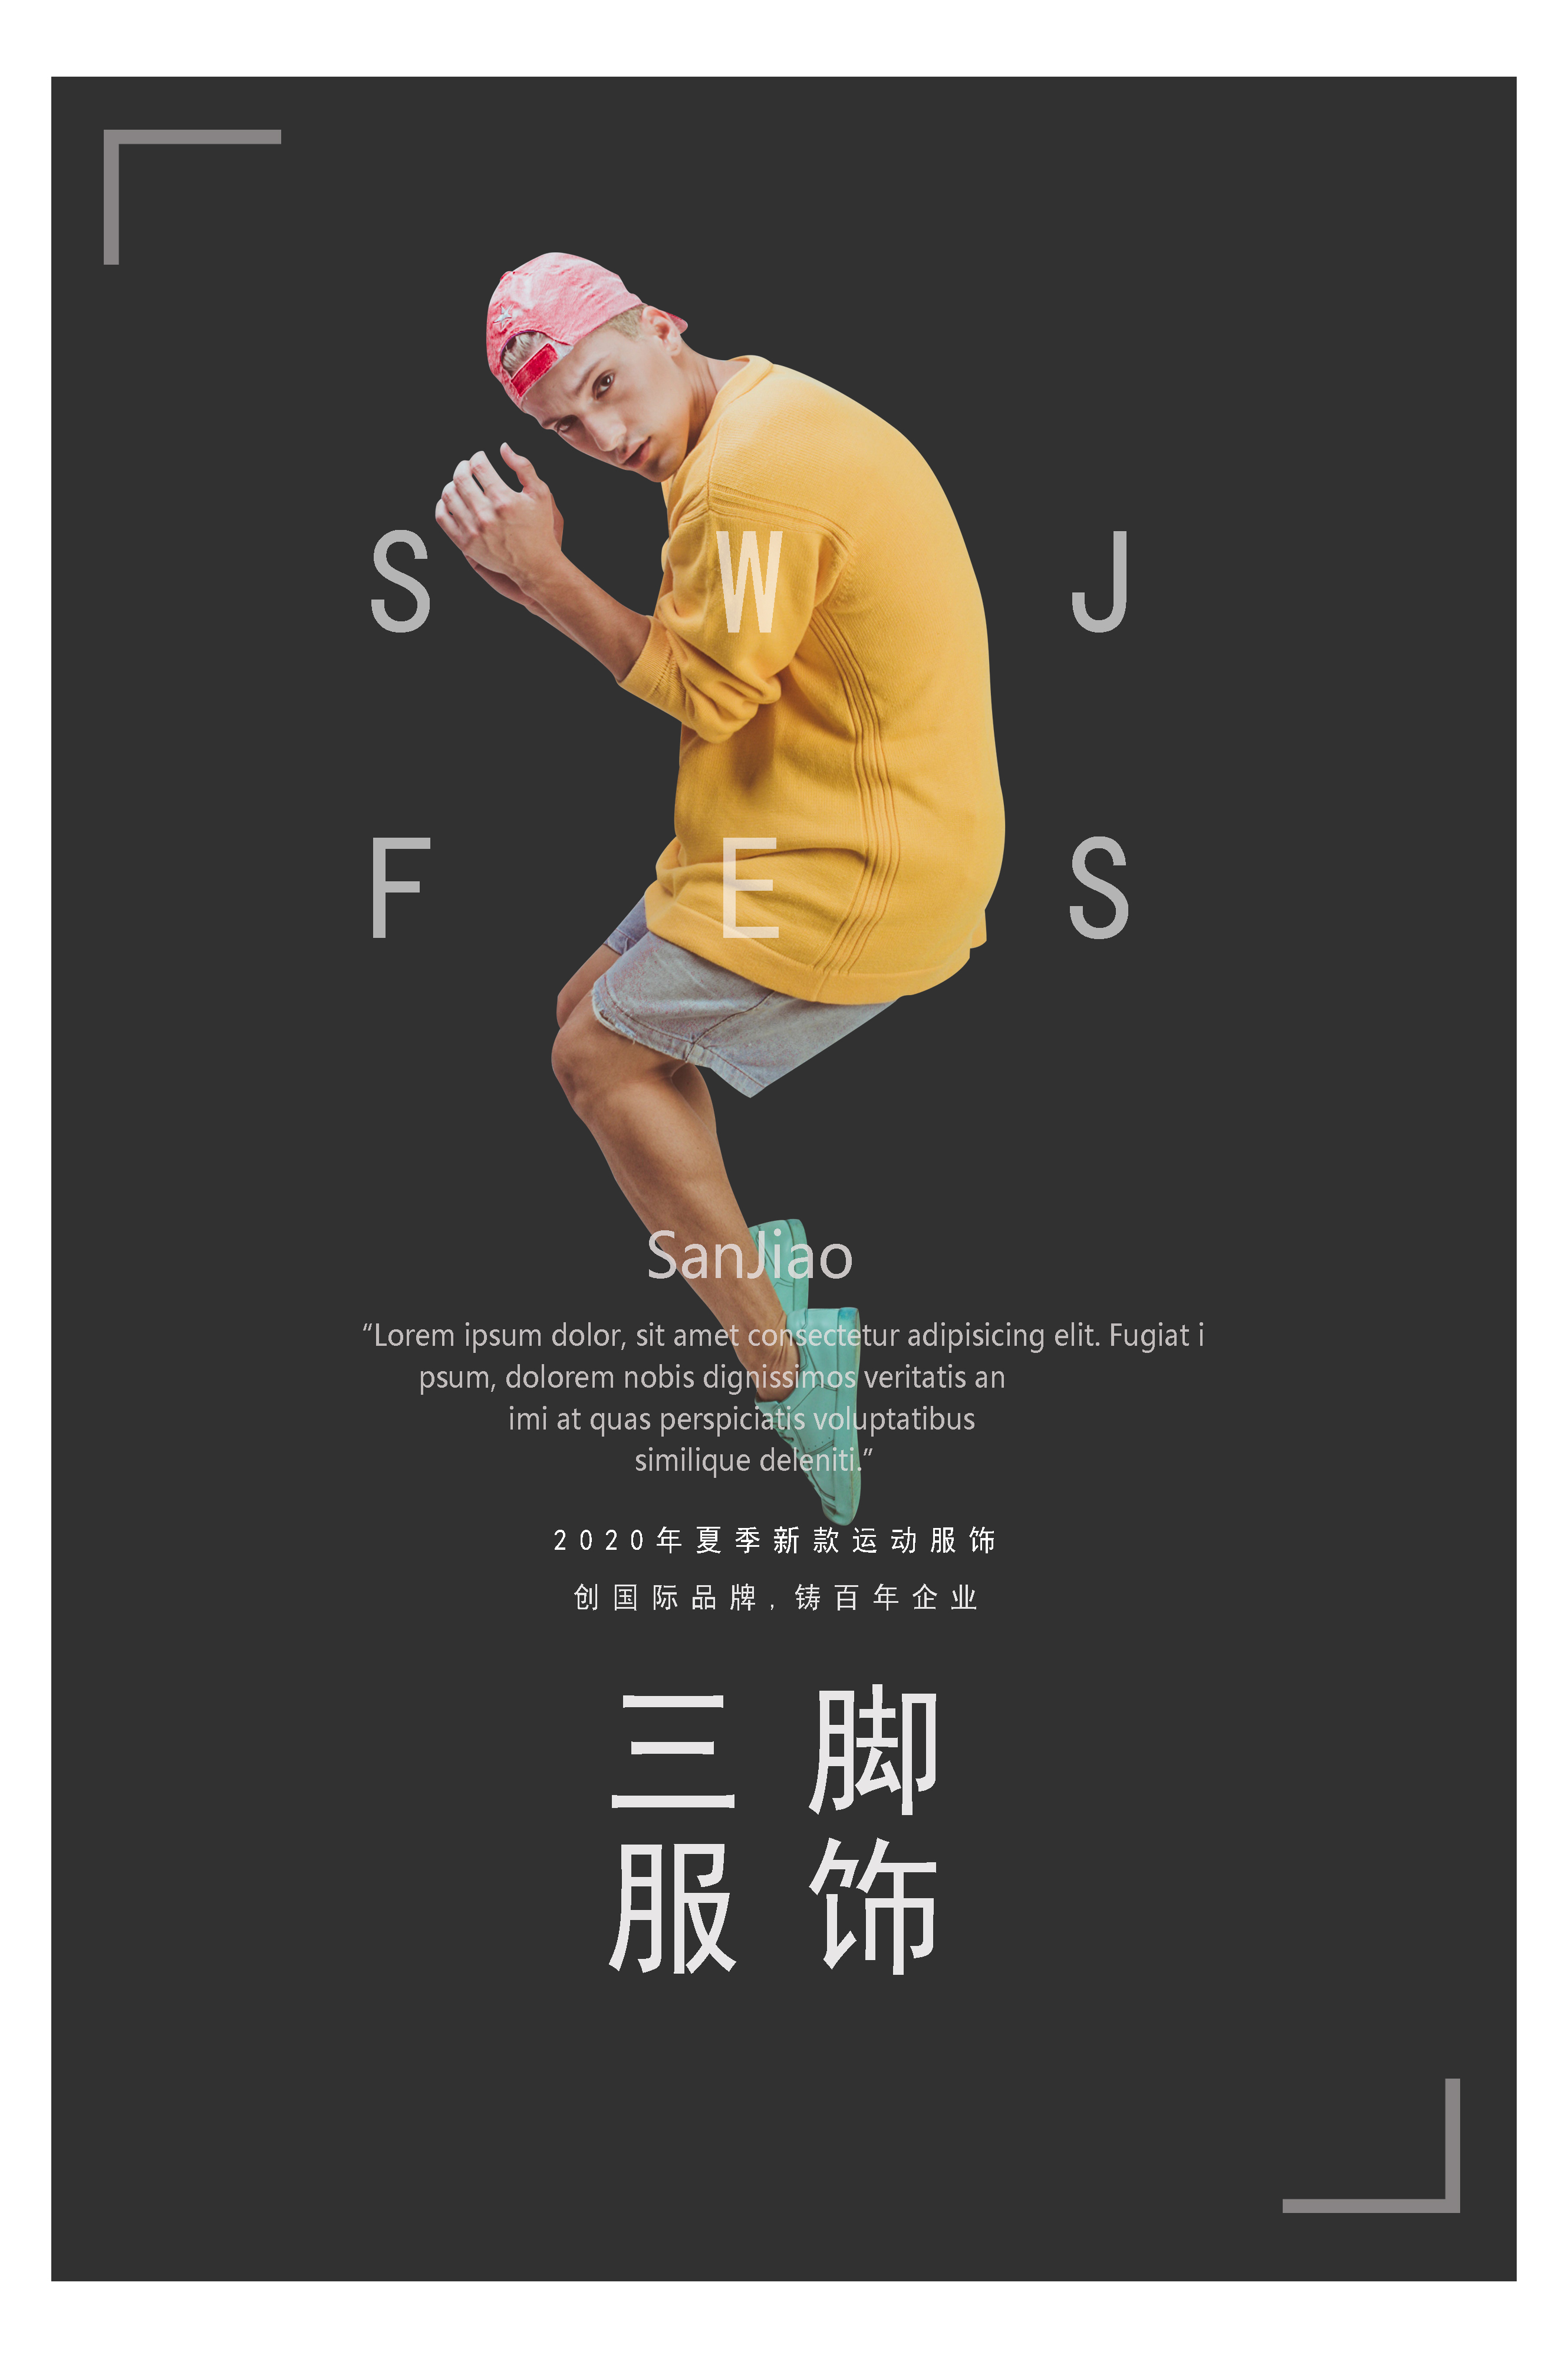 S W J
F E S
SanJiao
“Lorem ipsum dolor, sit amet consectetur adipisicing elit. Fugiat i
psum, dolorem nobis dignissimos veritatis an
imi at quas perspiciatis voluptatibus
similique deleniti.”
2020年夏季新款运动服饰
创国际品牌,铸百年企业
三脚
服饰